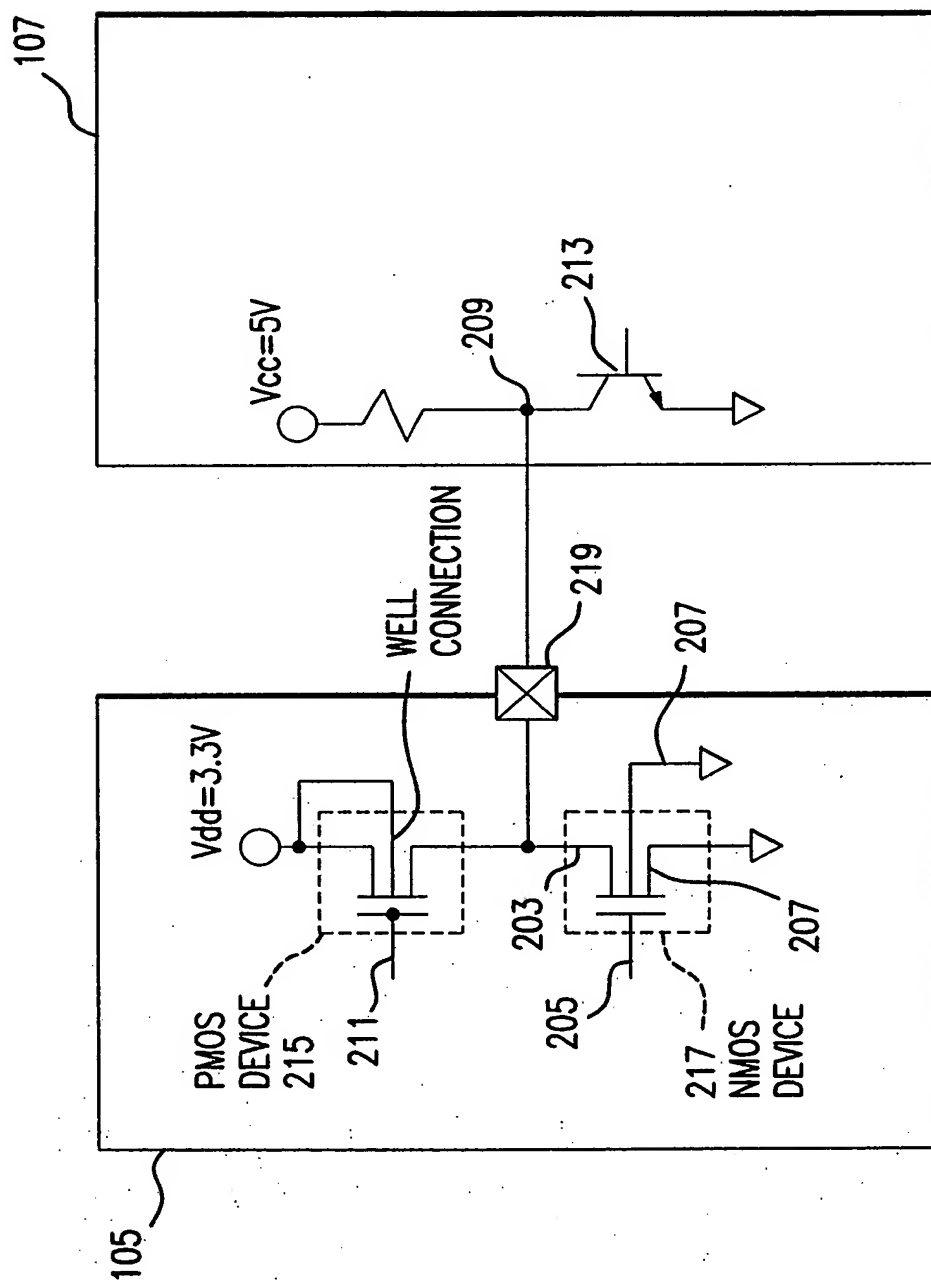 105
107
PMOS
DEVICE
215
Vdd=3.3V
211
WELL
CONNECTION
Vcc=5V
209
213
219
203
205
207
207
217
NMOS
DEVICE